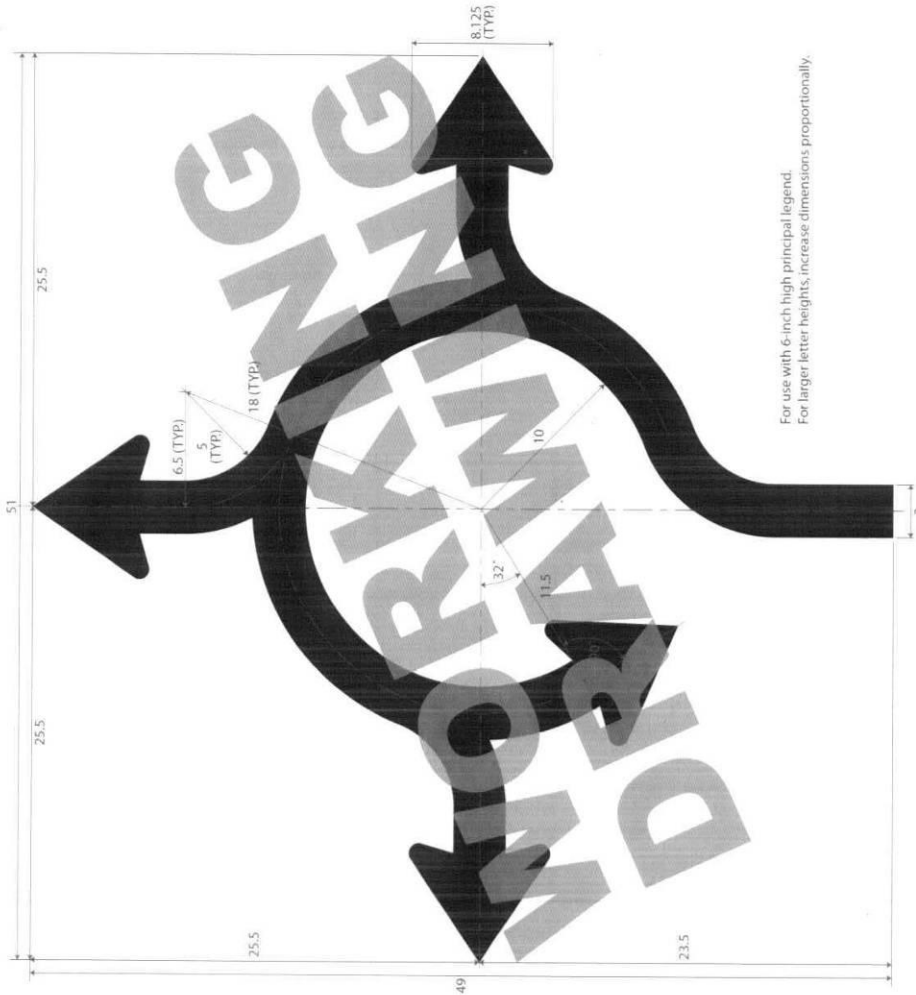 51
25.5
25.5
8.125
(TYP.)
6.5 (TYP.)
5
(TYP.)
18 (TYP.)
10
32°
11.5
25.5
49
23.5
WORKING
DRAWING
For use with 6-inch high principal legend.
For larger letter heights, increase dimensions proportionally.